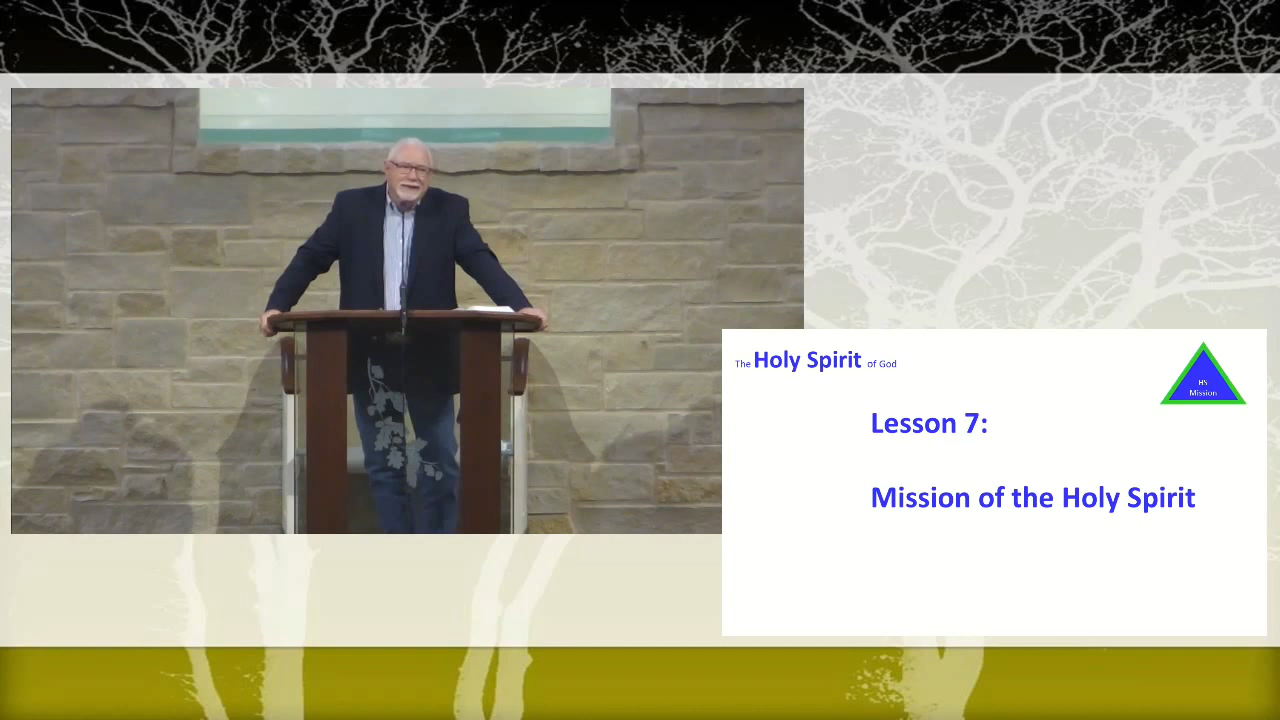 The Holy Spirit of God
HS
Mission
Lesson 7:
Mission of the Holy Spirit